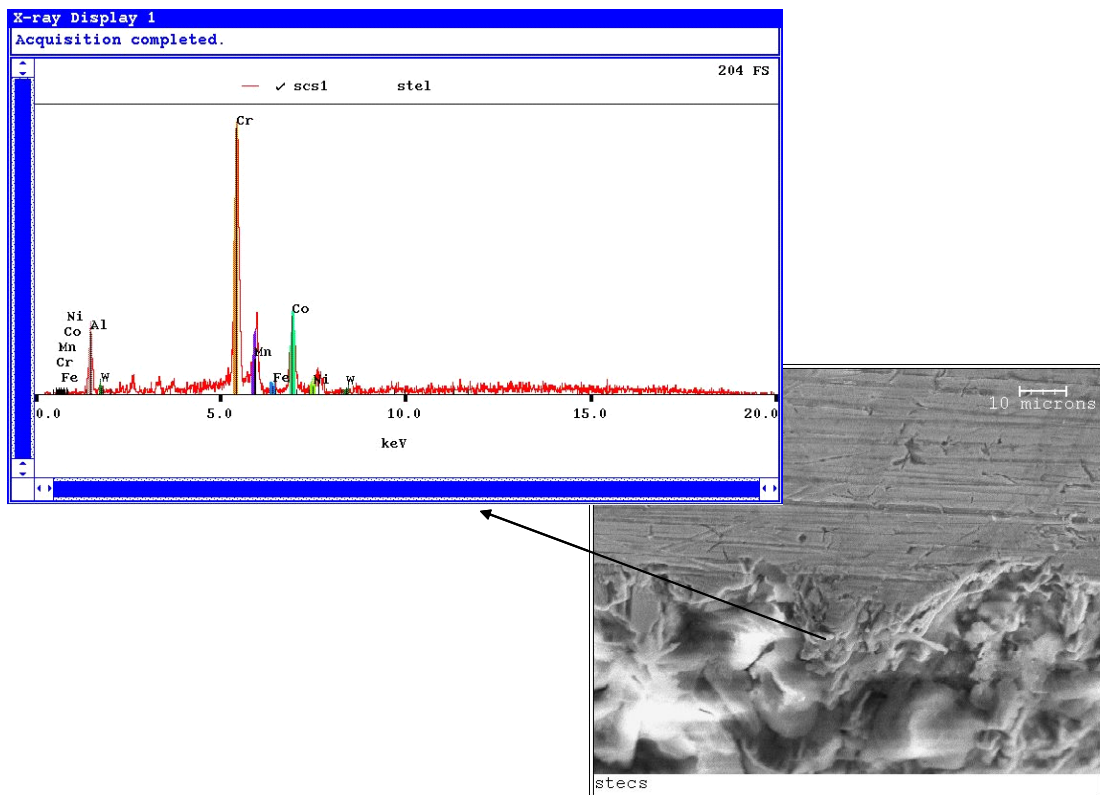 X-ray Display 1
Acquisition completed.
204 FS
scs1 stel
Cr
Ni
Co
Mn
Cr
Fe
Al
W
Mn
Fe
Co
Ni
W
0.0 5.0 10.0 15.0 20.0
keV
10 microns
stecs